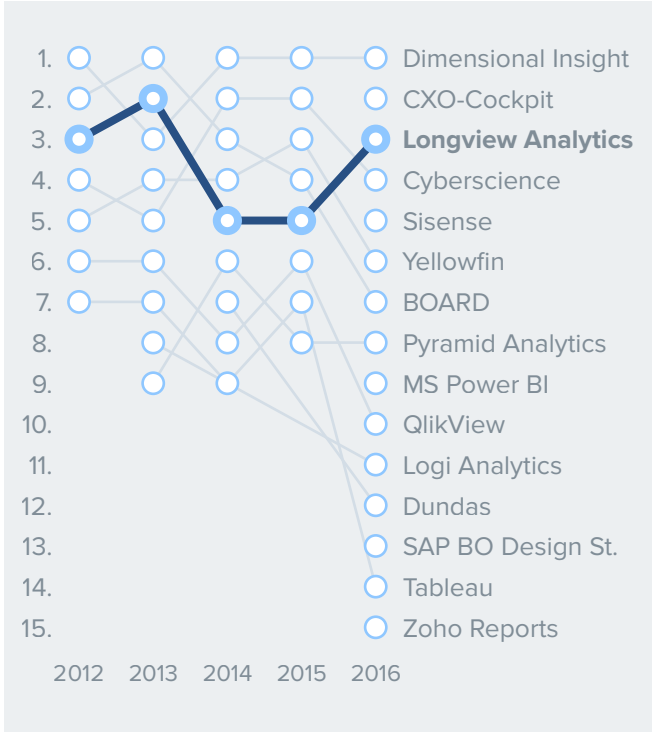 1. Dimensional Insight
2. CXO-Cockpit
3. Longview Analytics
4. Cyberscience
5. Sisense
6. Yellowfin
7. BOARD
8. Pyramid Analytics
9. MS Power BI
10. QlikView
11. Logi Analytics
12. Dundas
13. SAP BO Design St.
14. Tableau
15. Zoho Reports
2012 2013 2014 2015 2016